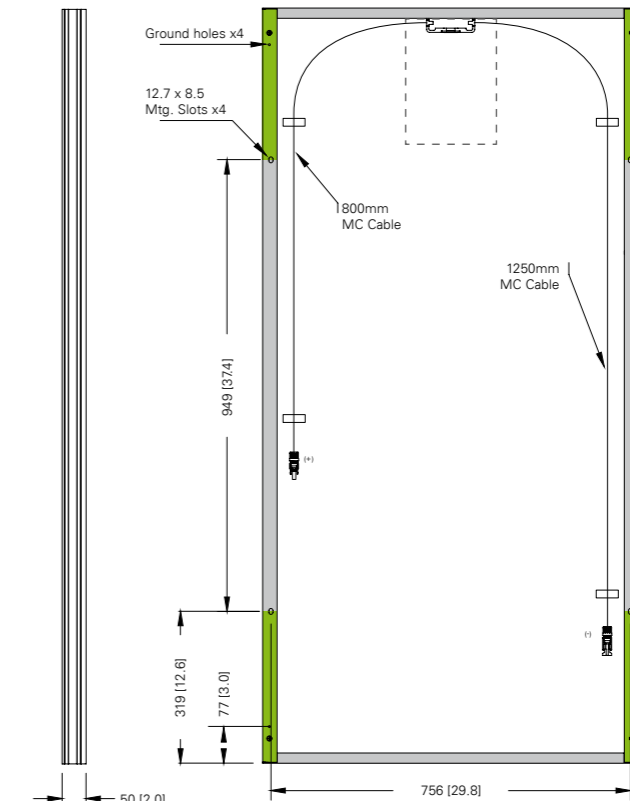 Ground holes x4
12.7 x 8.5
Mtg. Slots x4
800mm
MC Cable
1250mm
MC Cable
949 [37.4]
(+)
(-)
319 [12.6]
77 [3.0]
756 [29.8]
50 [2.0]